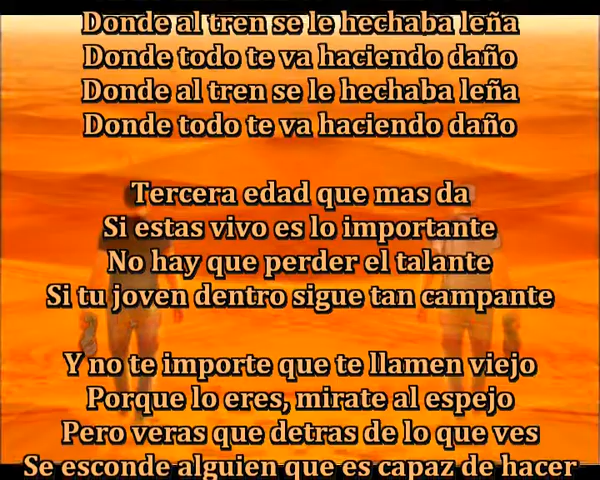 Donde al tren se le hechaba leña
Donde todo te va haciendo daño
Donde al tren se le hechaba leña
Donde todo te va haciendo daño
Tercera edad que mas da
Si estas vivo es lo importante
No hay que perder el talante
Si tu joven dentro sigue tan campante
Y no te importe que te llamen viejo
Porque lo eres, mirate al espejo
Pero veras que detras de lo que ves
Se esconde alguien que es capaz de hacer